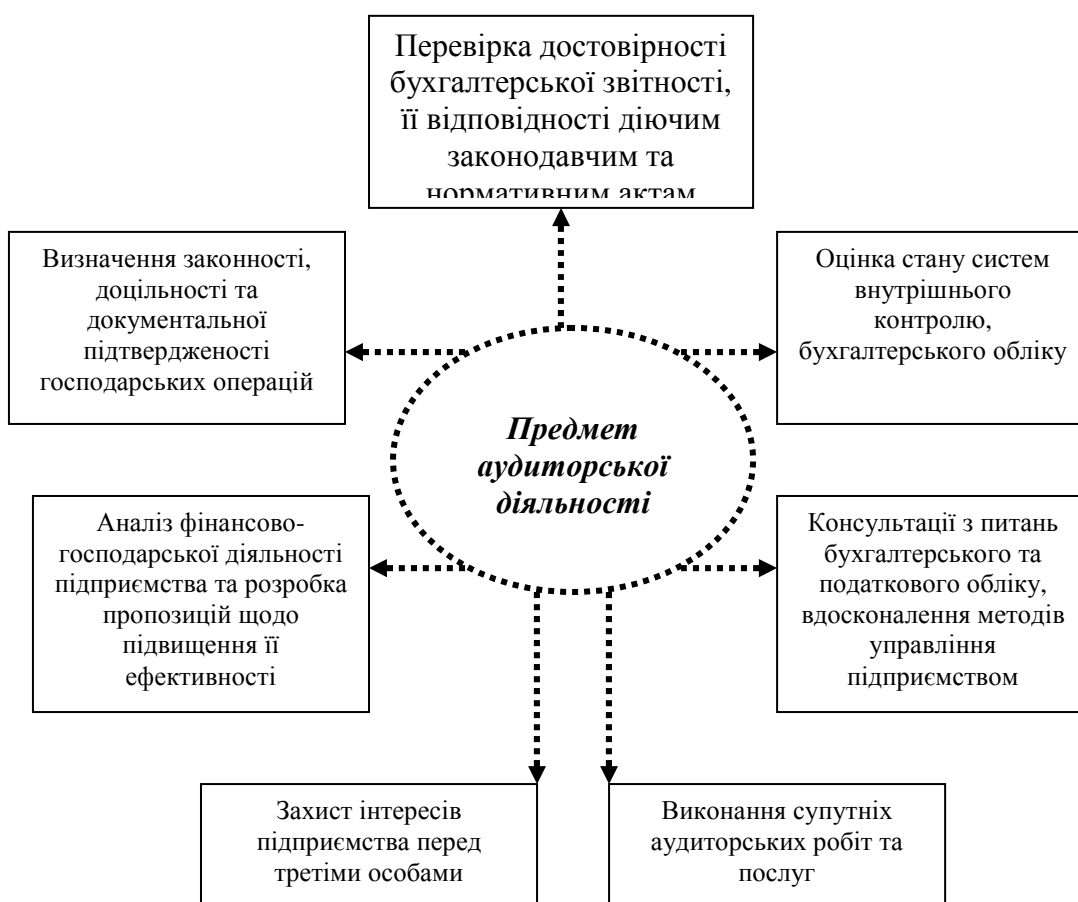 Перевірка достовірності
бухгалтерської звітності,
її відповідності діючим
законодавчим та
нормативним актам
Визначення законності,
доцільності та
документальної
підтвердженості
господарських операцій
Оцінка стану систем
внутрішнього
контролю,
бухгалтерського обліку
Предмет
аудиторської
діяльності
Аналіз фінансово-
господарської діяльності
підприємства та розробка
пропозицій щодо
підвищення її
ефективності
Консультації з питань
бухгалтерського та
податкового обліку,
вдосконалення методів
управління
підприємством
Захист інтересів
підприємства перед
третіми особами
Виконання супутніх
аудиторських робіт та
послуг